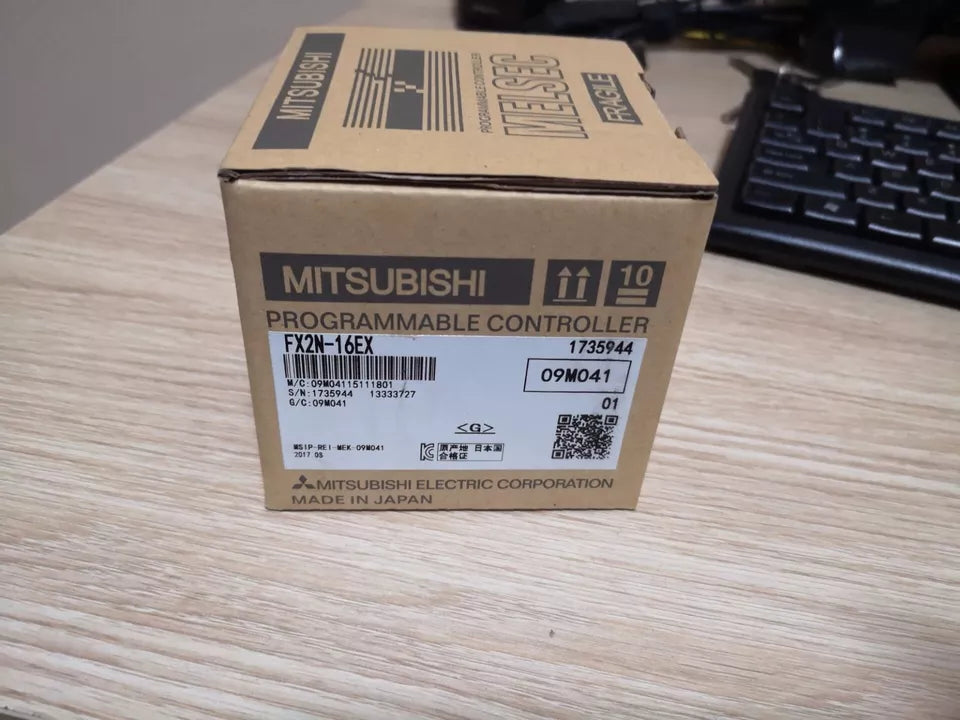 MITSUBISHI
PROGRAMMABLE CONTROLLER
MELSEC
FRAGILE
MITSUBISHI
10
PROGRAMMABLE CONTROLLER
FX2N-16EX
1735944
M/C:09M04115111801
09M041
S/N:1735944 13333727
G/C:09M041
01
<G>
MSIP-REI-MEK-09M041
2017 05
原产地 日本国
合格证
MITSUBISHI ELECTRIC CORPORATION
MADE IN JAPAN